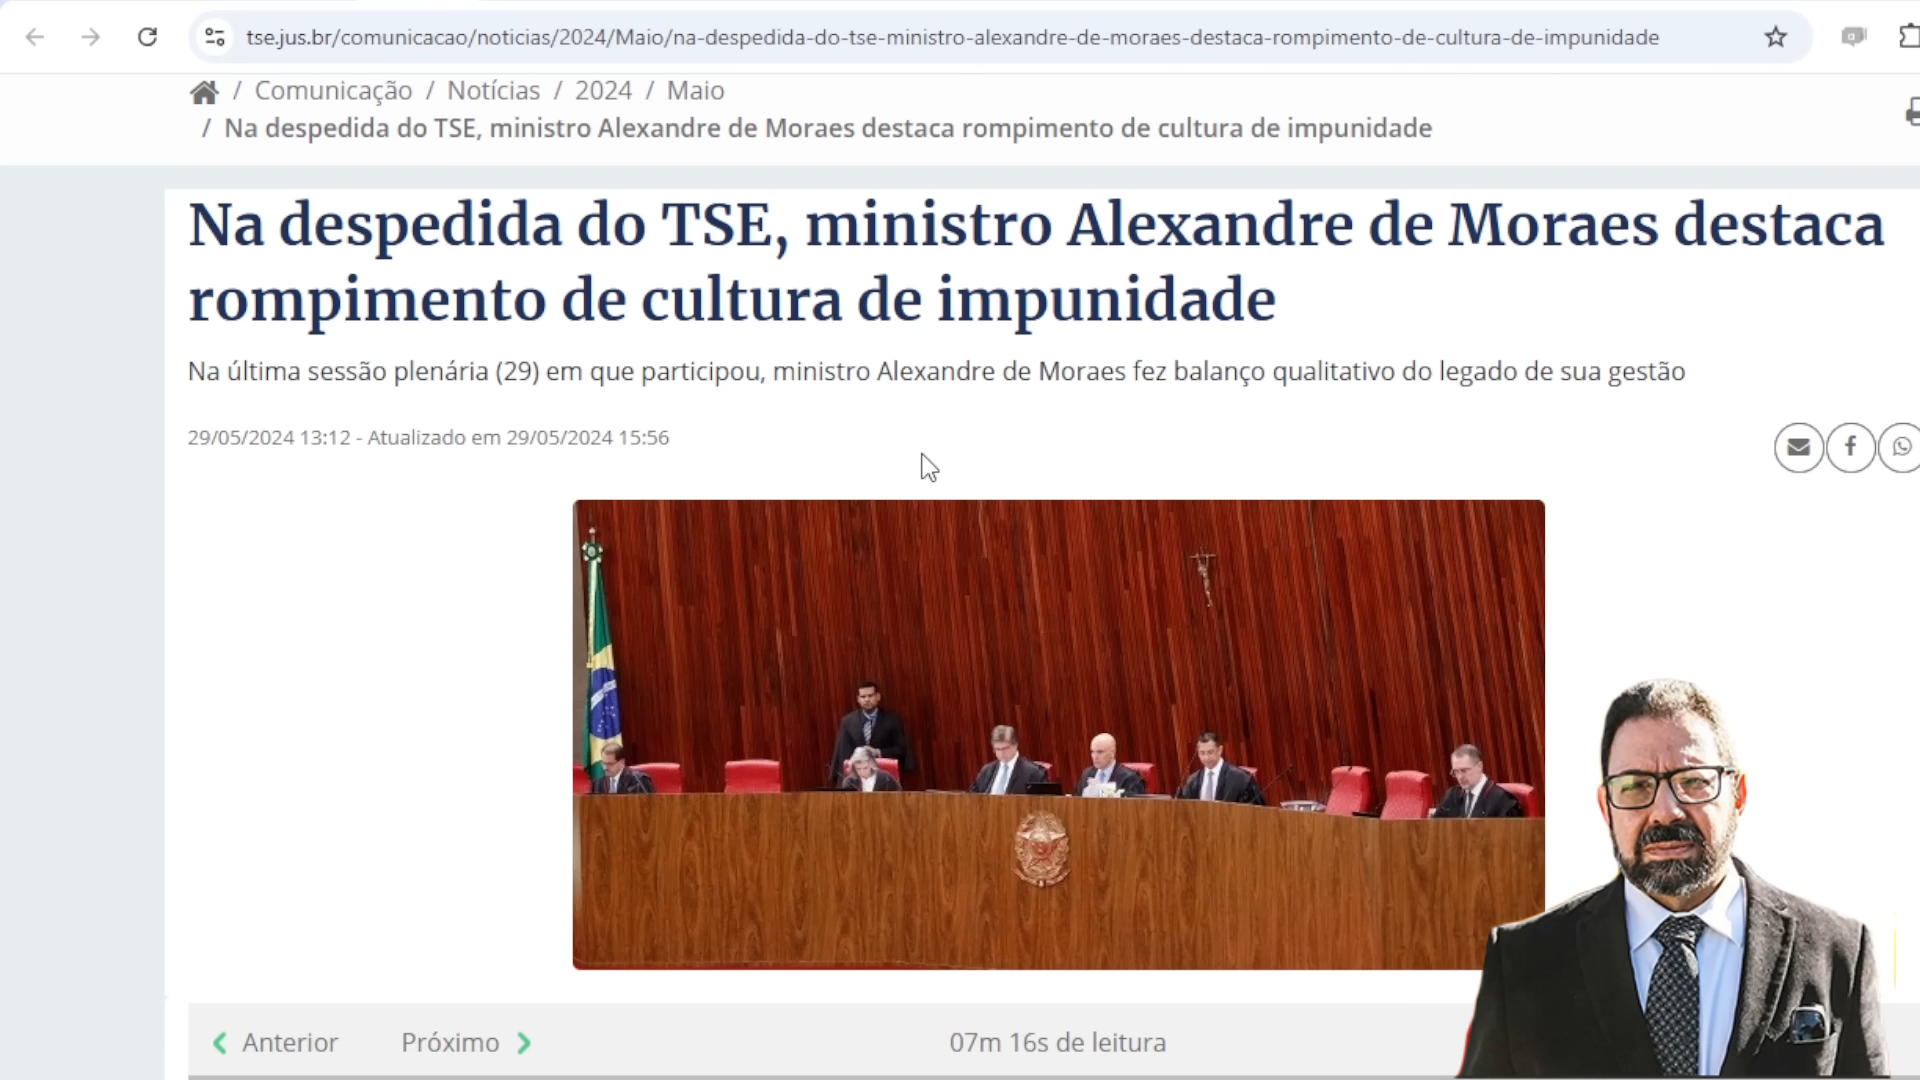 tse.jus.br/comunicacao/noticias/2024/Maio/na-despedida-do-tse-ministro-alexandre-de-moraes-destaca-rompimento-de-cultura-de-impunidade
/ Comunicação / Notícias / 2024 / Maio
/ Na despedida do TSE, ministro Alexandre de Moraes destaca rompimento de cultura de impunidade
Na despedida do TSE, ministro Alexandre de Moraes destaca
rompimento de cultura de impunidade
Na última sessão plenária (29) em que participou, ministro Alexandre de Moraes fez balanço qualitativo do legado de sua gestão
29/05/2024 13:12 - Atualizado em 29/05/2024 15:56
Anterior Próximo 07m 16s de leitura